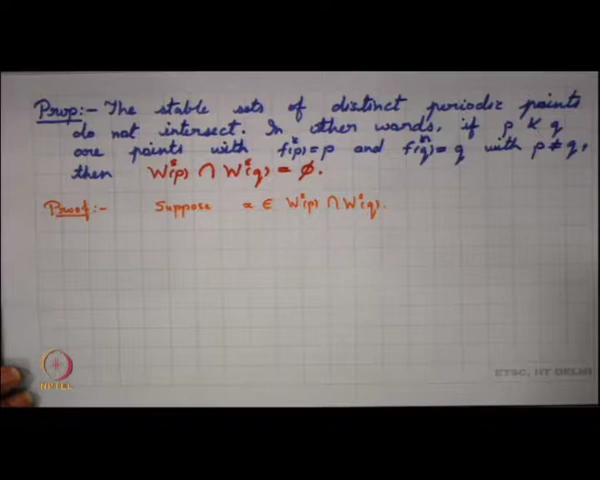 Prop:- The stable sets of distinct periodic points
do not intersect. In other words, if p & q
are points with f^k(p) = p and f^n(q) = q with p ≠ q,
then W^s(p) ∩ W^s(q) = ∅.
Proof:- Suppose x ∈ W^s(p) ∩ W^s(q).
NPTEL
ETSC, IIT DELHI